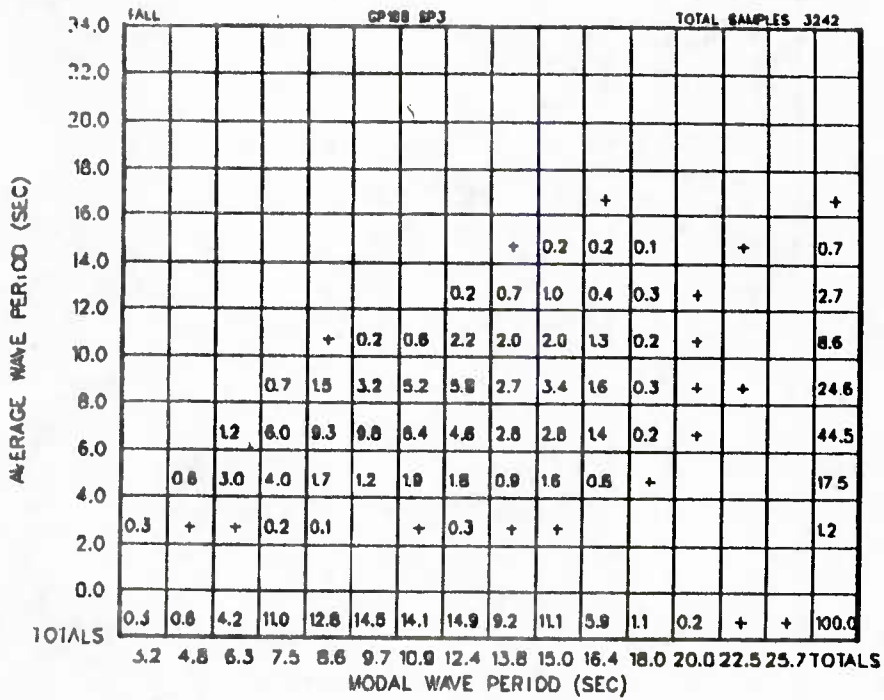 FALL GP188 SP3 TOTAL SAMPLES 3242
24.0
22.0
20.0
18.0
+ +
16.0
+ 0.2 0.2 0.1 + 0.7
14.0
0.2 0.7 1.0 0.4 0.3 + 2.7
12.0
+ 0.2 0.6 2.2 2.0 2.0 1.3 0.2 + 8.6
10.0
0.7 1.5 3.2 5.2 5.8 2.7 3.4 1.6 0.3 + + 24.6
8.0
1.2 6.0 9.3 9.8 6.4 4.6 2.8 2.8 1.4 0.2 + 44.5
6.0
0.6 3.0 4.0 1.7 1.2 1.9 1.8 0.9 1.6 0.8 + 17.5
4.0
0.3 + + 0.2 0.1 + 0.3 + + 1.2
2.0
0.0
TOTALS 0.3 0.6 4.2 11.0 12.8 14.6 14.1 14.9 9.2 11.1 5.9 1.1 0.2 + + 100.0
3.2 4.8 6.3 7.5 8.6 9.7 10.9 12.4 13.8 15.0 16.4 18.0 20.0 22.5 25.7 TOTALS
MODAL WAVE PERIOD (SEC)
AVERAGE WAVE PERIOD (SEC)